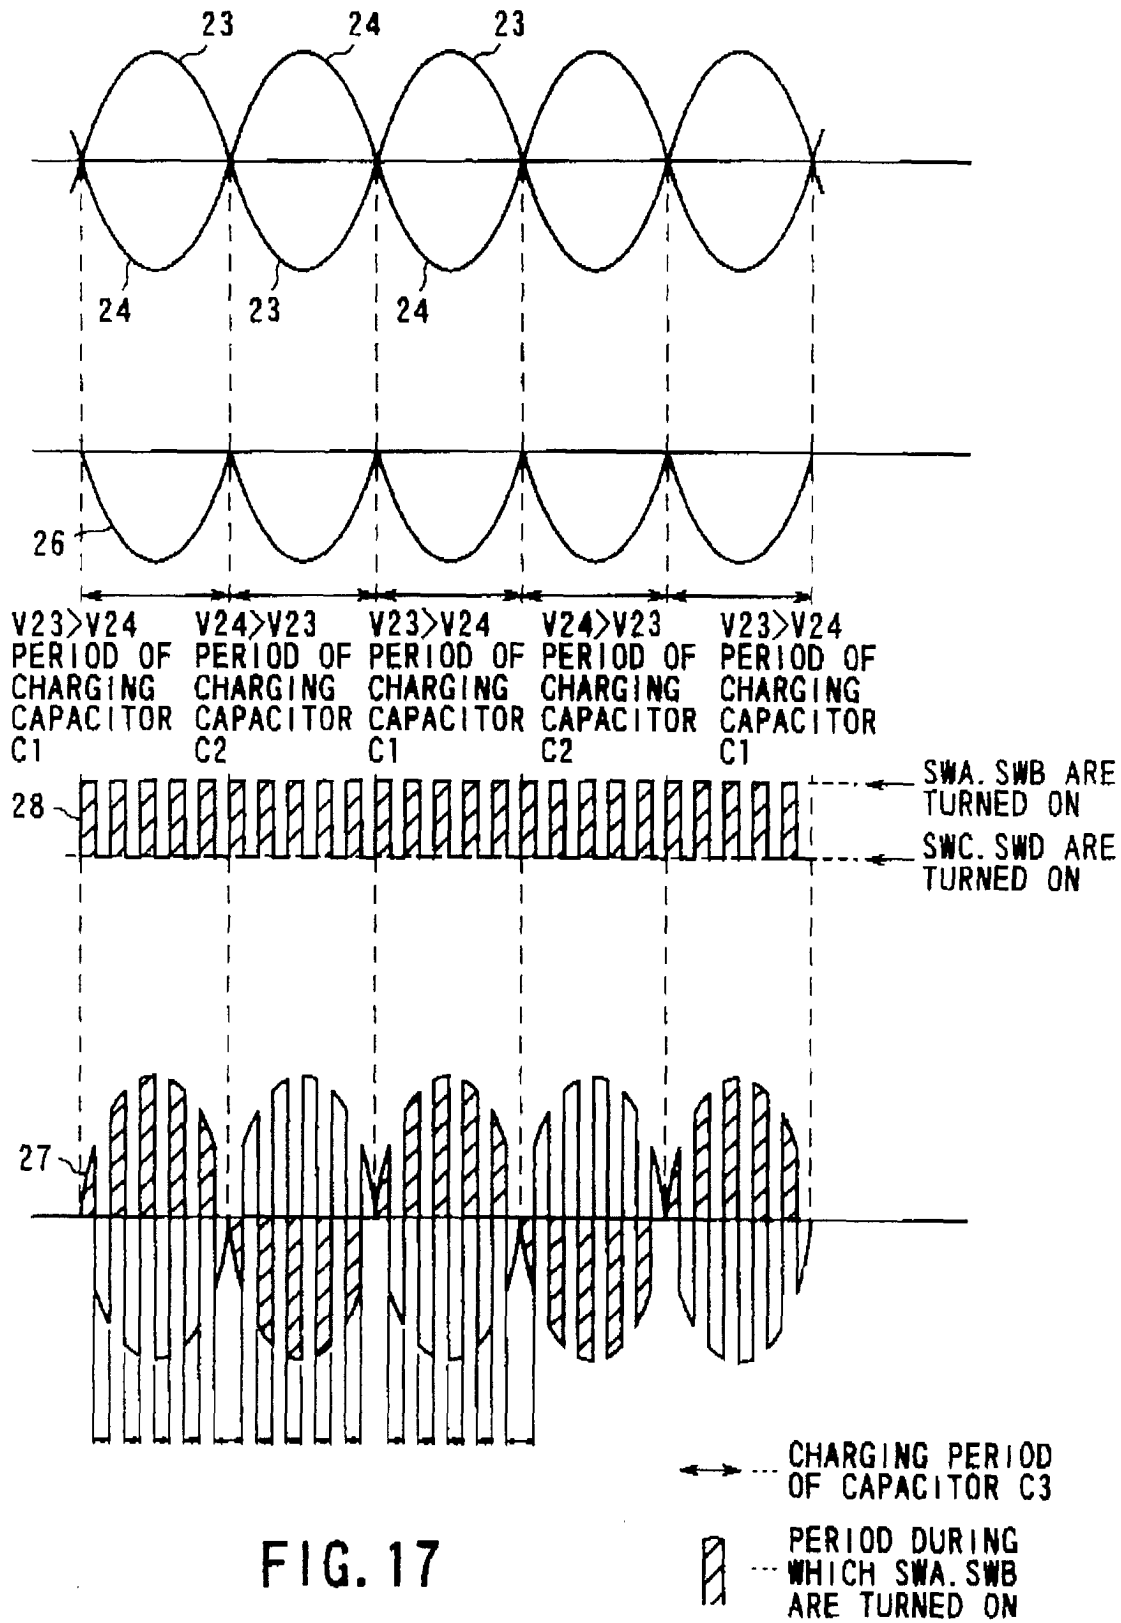 23
24
23
24
23
24
26
V23>V24
PERIOD OF
CHARGING
CAPACITOR
C1
V24>V23
PERIOD OF
CHARGING
CAPACITOR
C2
V23>V24
PERIOD OF
CHARGING
CAPACITOR
C1
V24>V23
PERIOD OF
CHARGING
CAPACITOR
C2
V23>V24
PERIOD OF
CHARGING
CAPACITOR
C1
28
SWA.SWB ARE
TURNED ON
SWC.SWD ARE
TURNED ON
27
CHARGING PERIOD
OF CAPACITOR C3
PERIOD DURING
WHICH SWA.SWB
ARE TURNED ON
FIG. 17